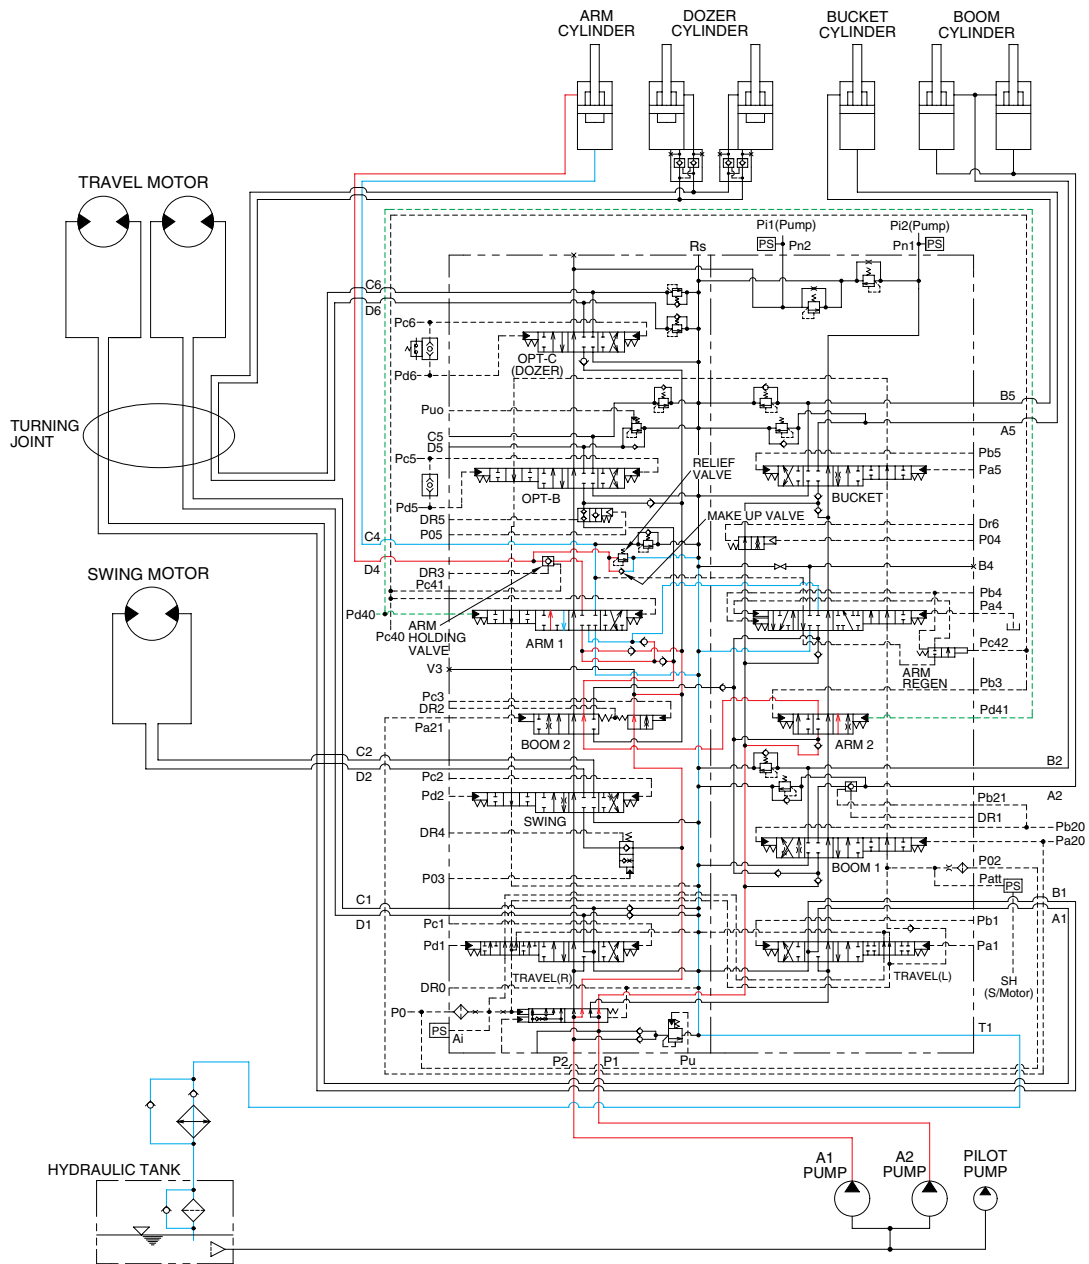 ARM
CYLINDER
DOZER
CYLINDER
BUCKET
CYLINDER
BOOM
CYLINDER
TRAVEL MOTOR
Pi1(Pump)
Pi2(Pump)
PS
Pn2
Pn1
PS
Rs
C6
D6
Pc6
OPT-C
(DOZER)
Pd6
B5
Puo
TURNING
JOINT
C5
D5
A5
Pc5
Pb5
RELIEF
VALVE
Pa5
OPT-B
BUCKET
Pd5
MAKE UP VALVE
DR5
Dr6
P05
P04
C4
D4
B4
DR3
Pc41
SWING MOTOR
Pb4
Pa4
Pd40
ARM
HOLDING
VALVE
Pc40
ARM 1
Pc42
V3
ARM
REGEN
Pb3
Pc3
DR2
Pd41
Pa21
BOOM 2
ARM 2
C2
D2
B2
Pc2
Pd2
A2
Pb21
SWING
DR1
DR4
Pb20
Pa20
BOOM 1
P02
P03
Patt
PS
C1
B1
D1
A1
Pc1
Pb1
Pd1
Pa1
TRAVEL(R)
TRAVEL(L)
SH
(S/Motor)
DR0
P0
PS
Ai
T1
P2
P1
Pu
HYDRAULIC TANK
A1
PUMP
A2
PUMP
PILOT
PUMP